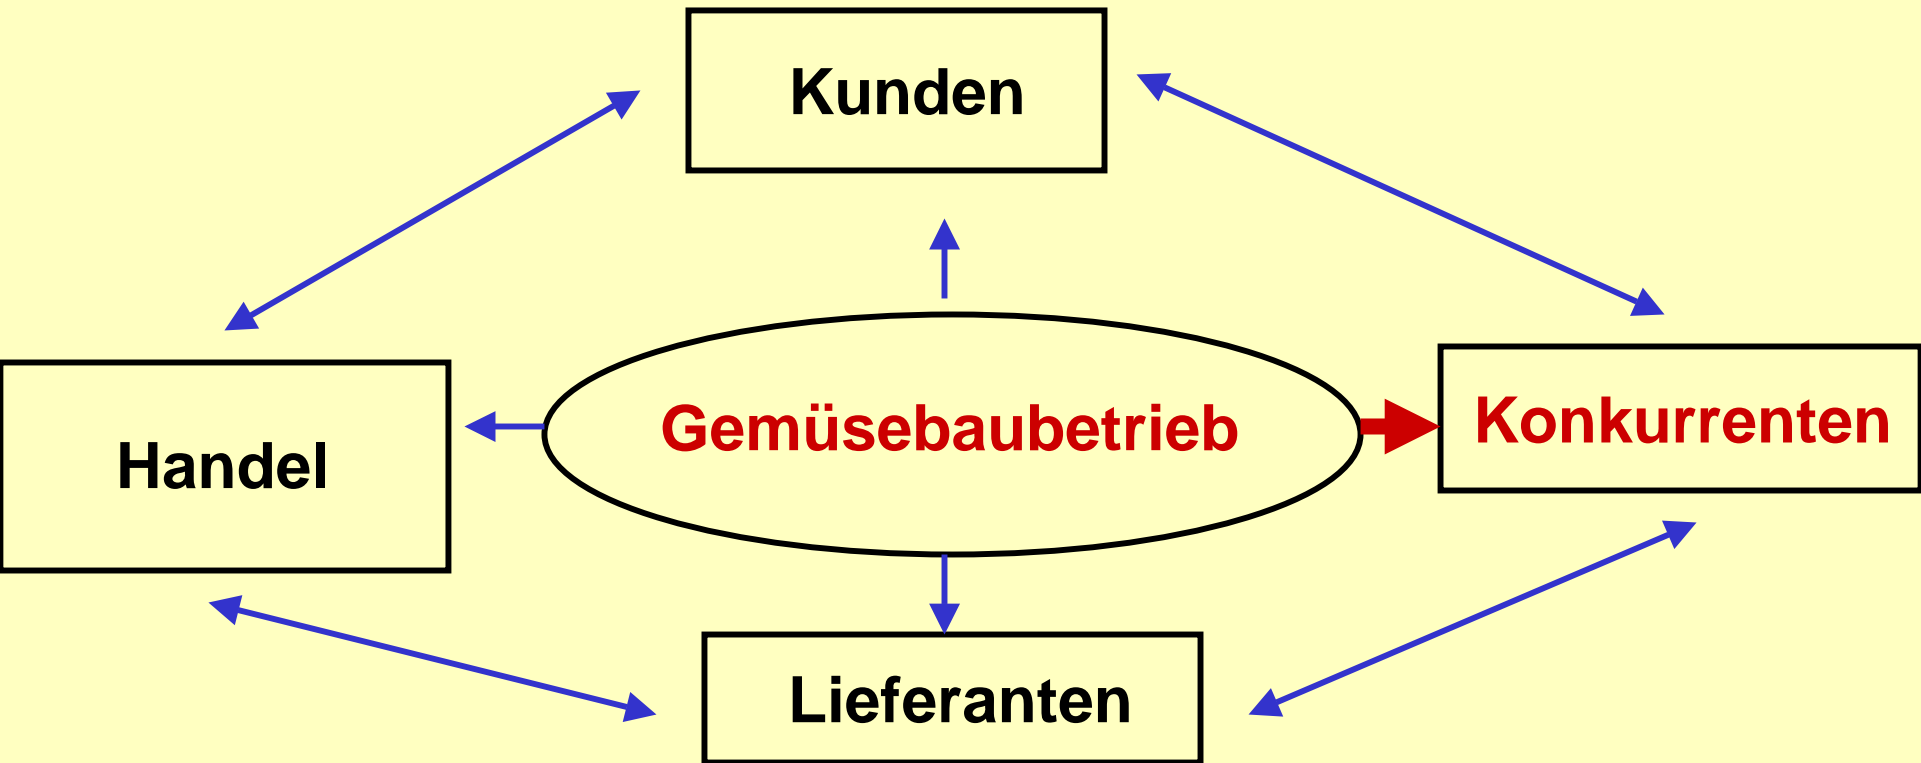 Kunden
Handel
Gemüsebaubetrieb
Konkurrenten
Lieferanten